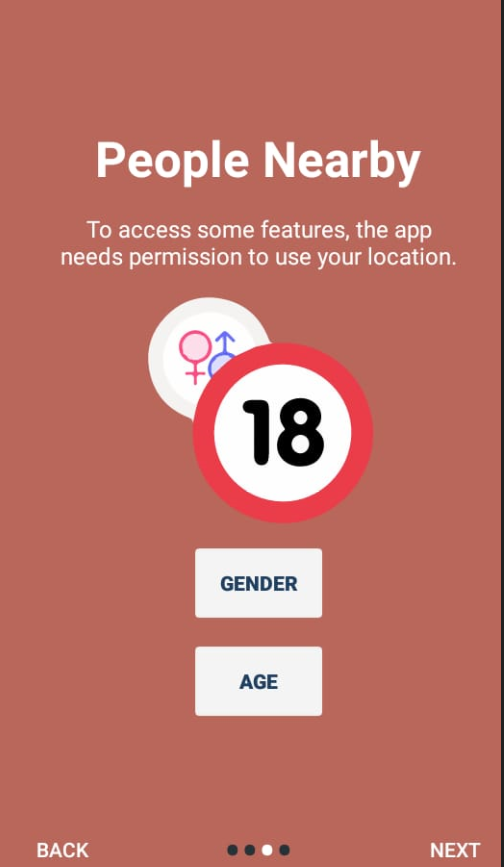 People Nearby
To access some features, the app
needs permission to use your location.
18
GENDER
AGE
BACK
NEXT